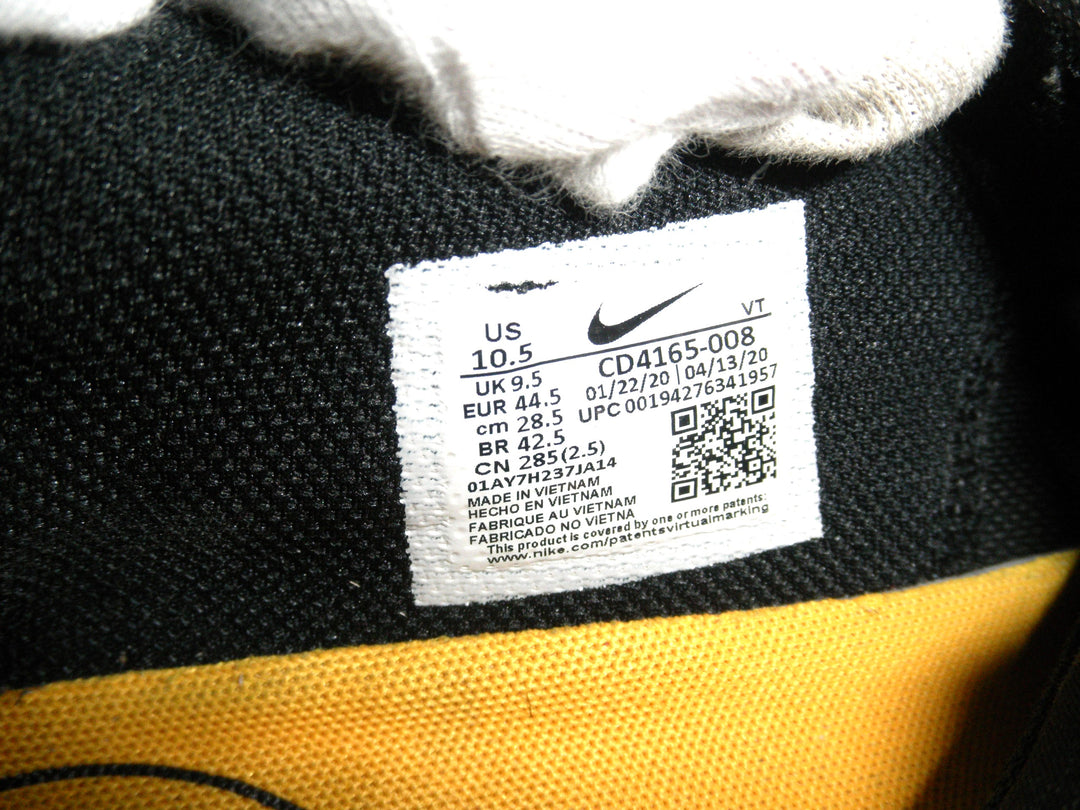 US
10.5
VT
CD4165-008
01/22/20 | 04/13/20
UPC 00194276341957
UK 9.5
EUR 44.5
cm 28.5
BR 42.5
CN 285(2.5)
01AY7H237JA14
MADE IN VIETNAM
HECHO EN VIETNAM
FABRIQUE AU VIETNAM
FABRICADO NO VIETNA
This product is covered by one or more patents:
www.nike.com/patentsvirtualmarking